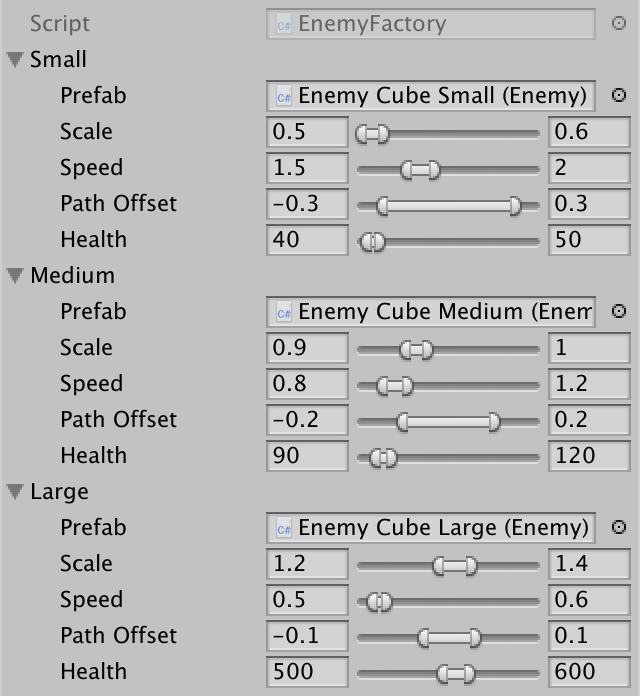 Script C# EnemyFactory
Small
Prefab C# Enemy Cube Small (Enemy)
Scale 0.5 0.6
Speed 1.5 2
Path Offset −0.3 0.3
Health 40 50
Medium
Prefab C# Enemy Cube Medium (Enem
Scale 0.9 1
Speed 0.8 1.2
Path Offset −0.2 0.2
Health 90 120
Large
Prefab C# Enemy Cube Large (Enemy)
Scale 1.2 1.4
Speed 0.5 0.6
Path Offset −0.1 0.1
Health 500 600